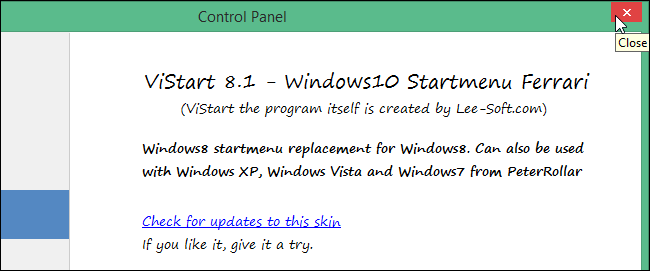 Control Panel
Close
ViStart 8.1 - Windows10 Startmenu Ferrari
(ViStart the program itself is created by Lee-Soft.com)
Windows8 startmenu replacement for Windows8. Can also be used
with Windows XP, Windows Vista and Windows7 from PeterRollar
Check for updates to this skin
If you like it, give it a try.